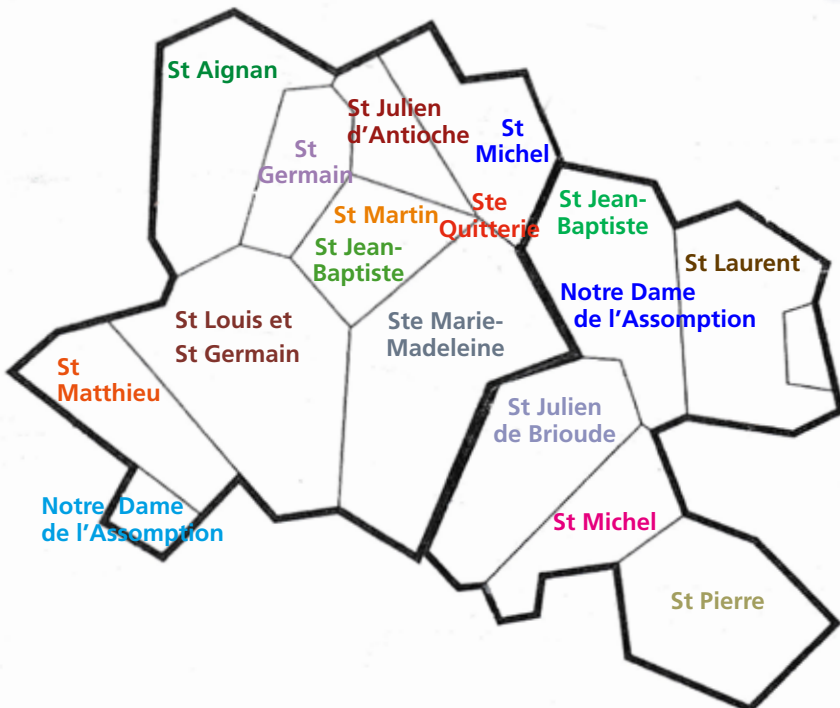 St Aignan
St Julien
d'Antioche
St
Michel
St
Germain
St Martin
Ste
Quitterie
St Jean-
Baptiste
St Jean-
Baptiste
St Laurent
Notre Dame
de l'Assomption
St Louis et
St Germain
Ste Marie-
Madeleine
St
Matthieu
St Julien
de Brioude
Notre Dame
de l'Assomption
St Michel
St Pierre